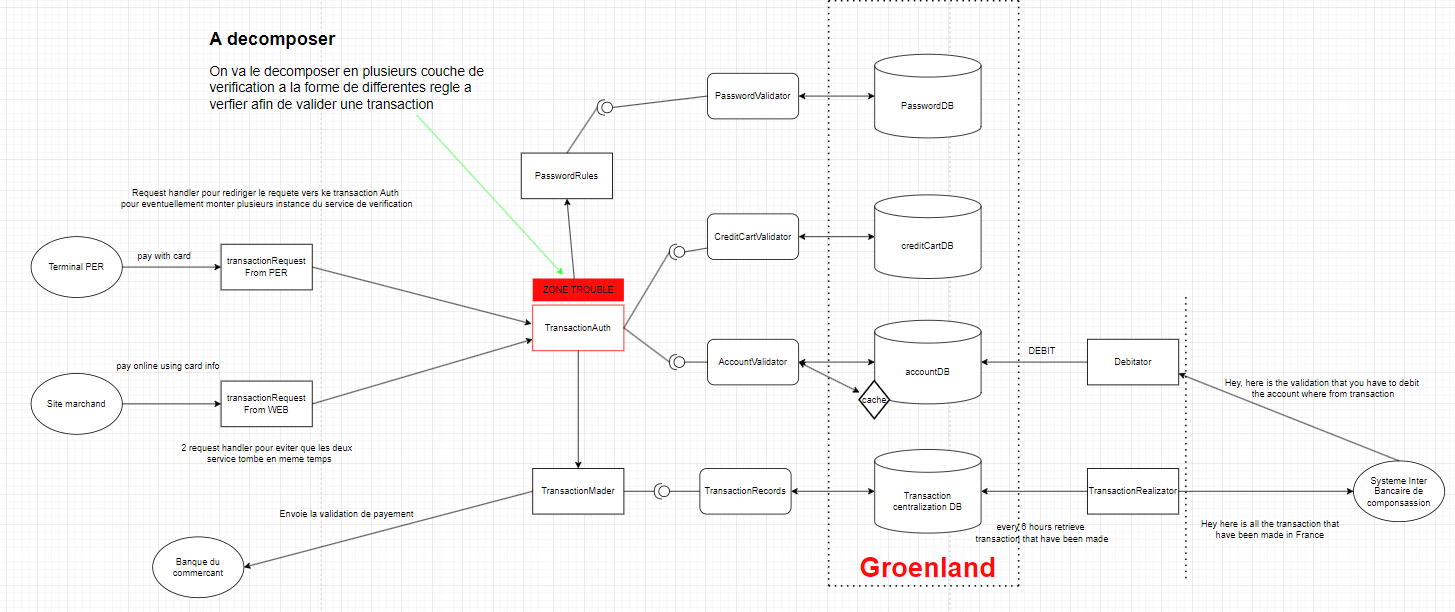 A decomposer
On va le decomposer en plusieurs couche de
verification a la forme de differentes regle a
verfier afin de valider une transaction
PasswordValidator
PasswordDB
PasswordRules
Request handler pour rediriger le requete vers ke transaction Auth
pour eventuellement monter plusieurs instance du service de verification
CreditCartValidator
creditCartDB
Terminal PER
pay with card
transactionRequest
From PER
ZONE TROUBLE
TransactionAuth
AccountValidator
accountDB
cache
DEBIT
Debitator
Hey, here is the validation that you have to debit
the account where from transaction
pay online using card info
Site marchand
transactionRequest
From WEB
2 request handler pour eviter que les deux
service tombe en meme temps
TransactionMader
TransactionRecords
Transaction
centralization DB
TransactionRealizator
Systeme Inter
Bancaire de
componsassion
Envoie la validation de payement
every 6 hours retrieve
transaction that have been made
Hey here is all the transaction that
have been made in France
Banque du
commercant
Groenland